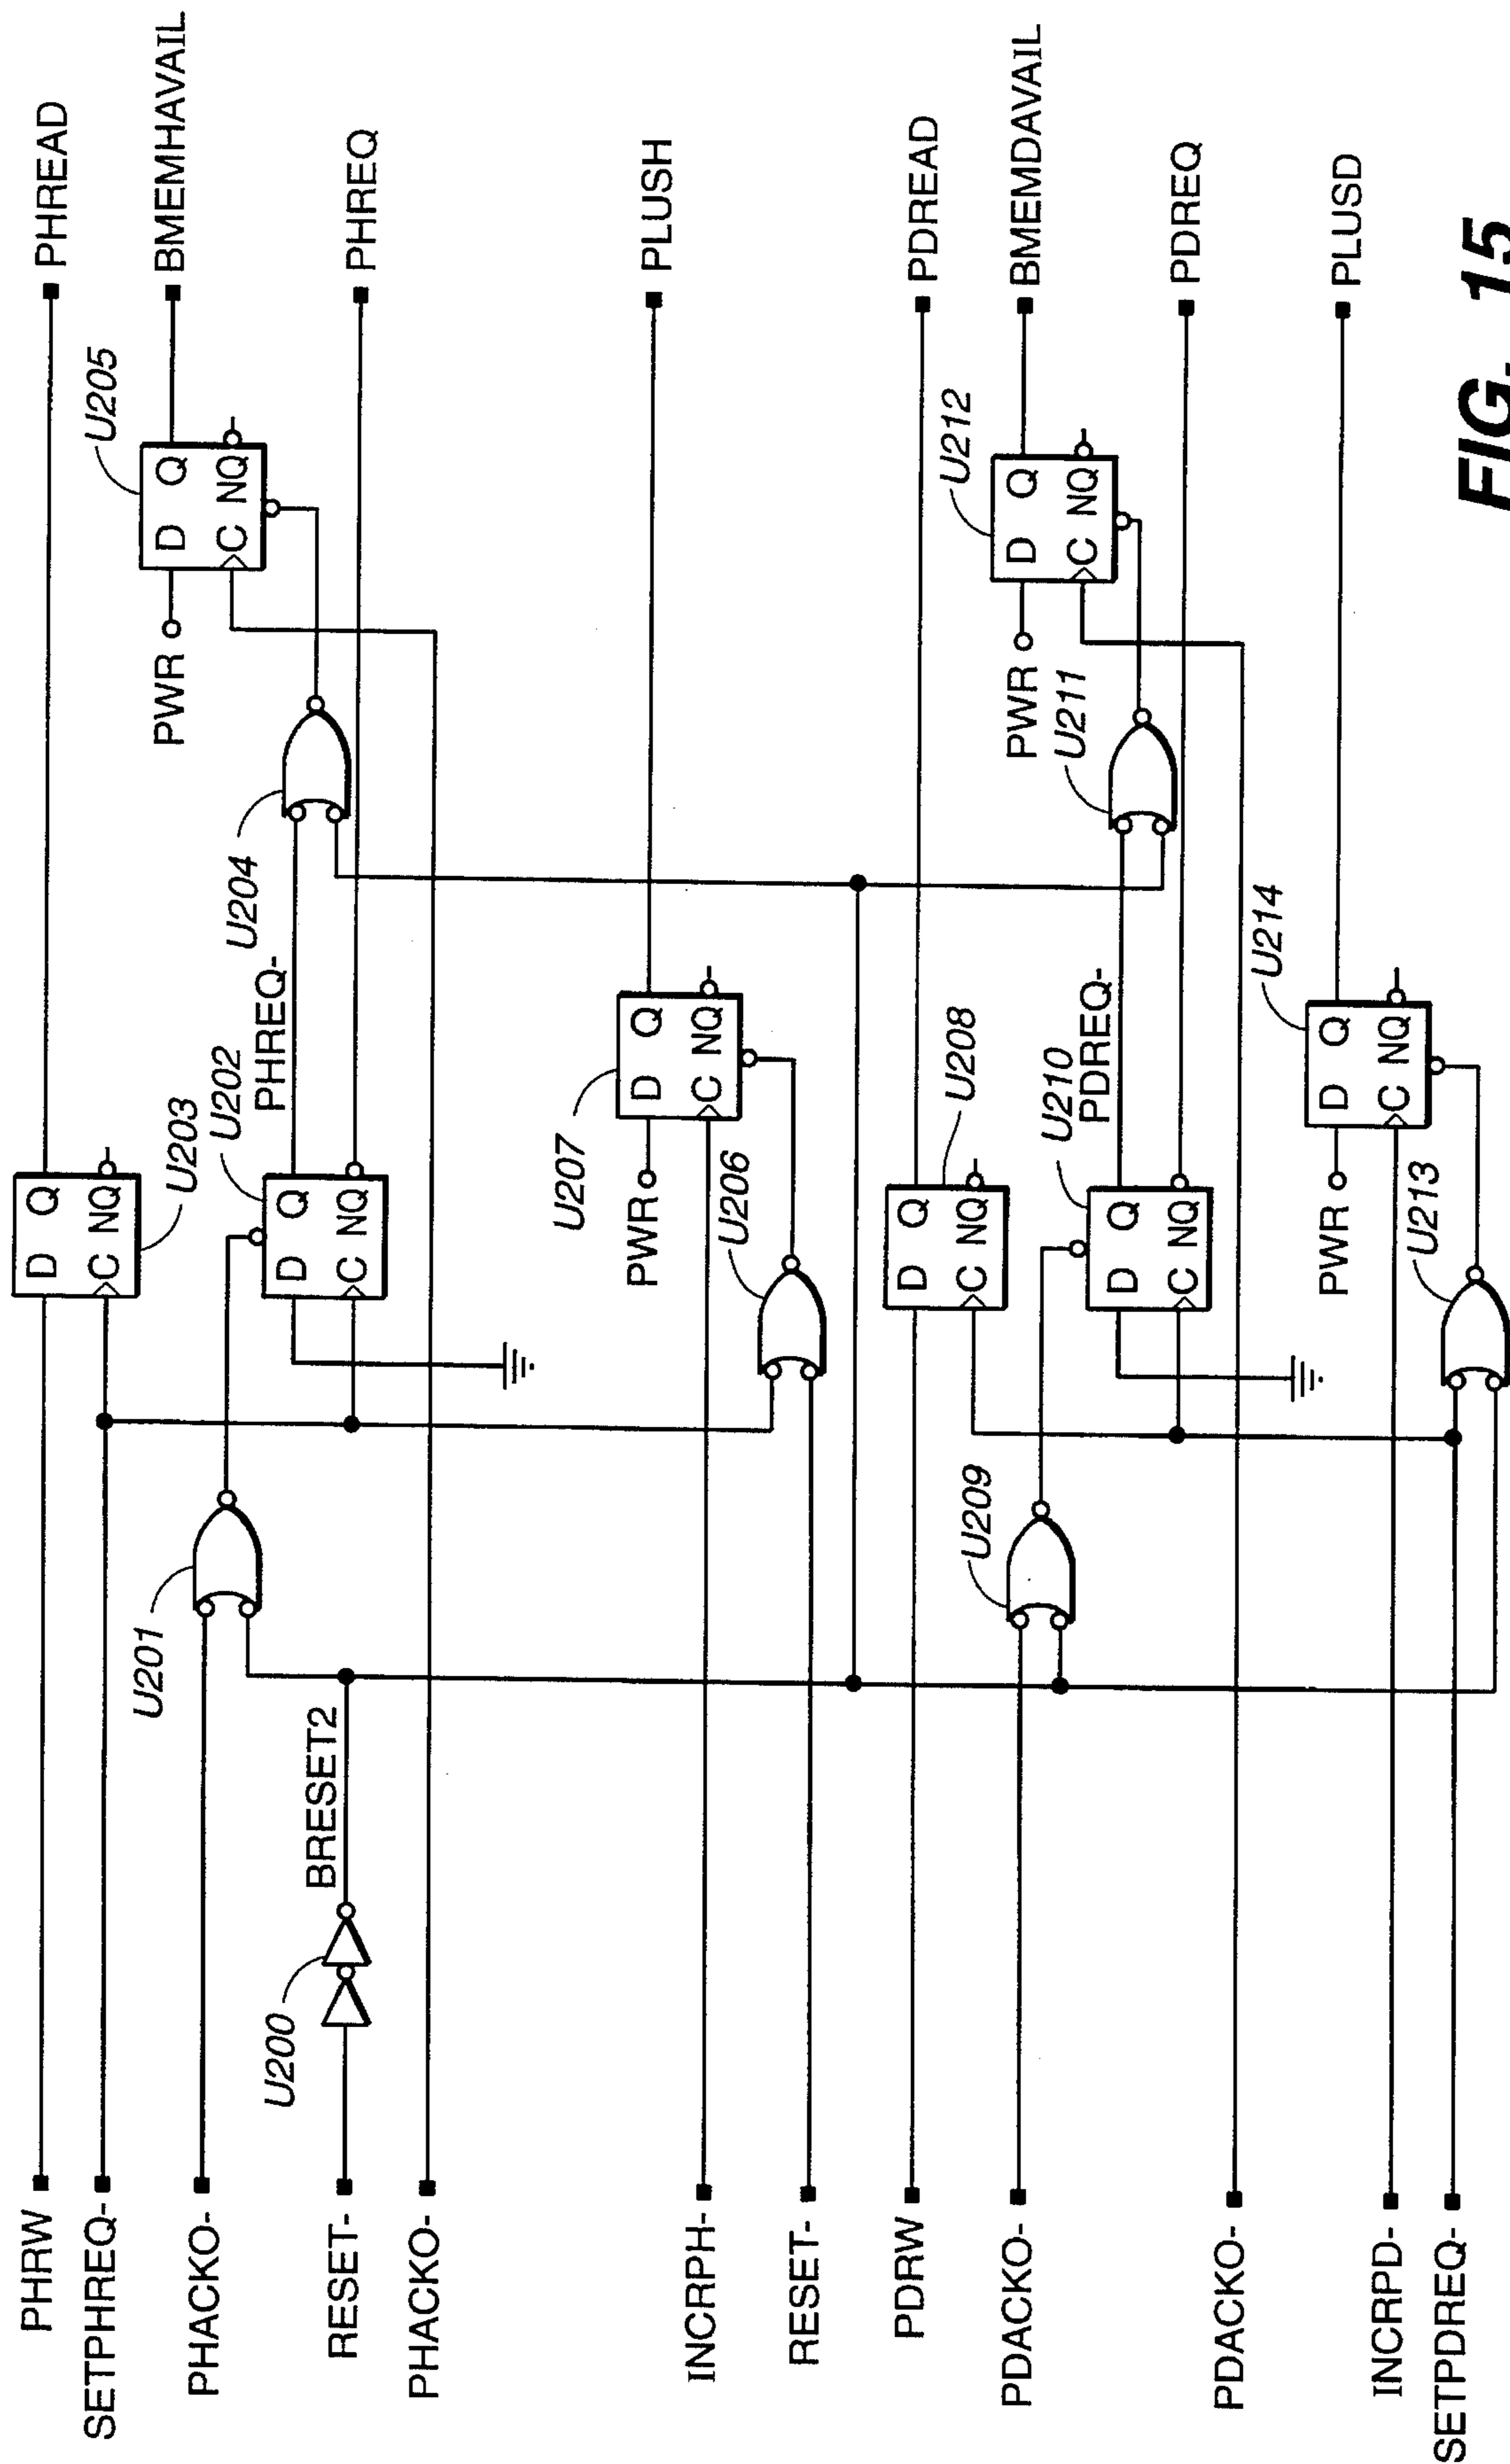 PHRW
SETPHREQ-
PHACKO-
RESET-
PHACKO-
INCRPH-
RESET-
PDRW
PDACKO-
PDACKO-
INCRPD-
SETPDREQ-
U200
BRESET2
U201
D Q
C NQ
U203
U202
D Q
C NQ
PHREQ-
U204
PWR
D Q
C NQ
U205
U206
PWR
U207
D Q
C NQ
D Q
C NQ
U208
U209
U210
D Q
C NQ
PDREQ-
U211
PWR
D Q
C NQ
U212
U213
PWR
D Q
C NQ
U214
PHREAD
BMEMHAVAIL
PHREQ
PLUSH
PDREAD
BMEMDAVAIL
PDREQ
PLUSD
FIG. 15